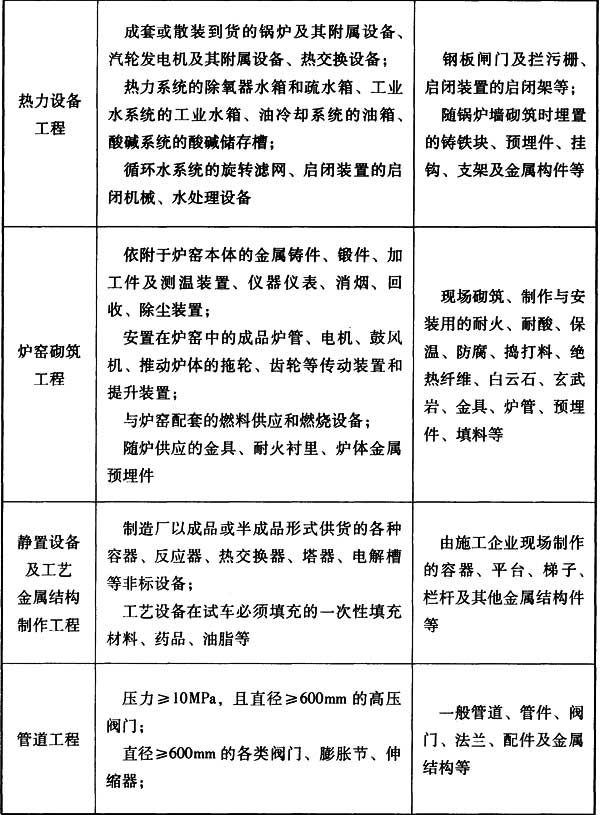 热力设备
工程
成套或散装到货的锅炉及其附属设备、
汽轮发电机及其附属设备、热交换设备；
热力系统的除氧器水箱和疏水箱、工业
水系统的工业水箱、油冷却系统的油箱、
酸碱系统的酸碱储存槽；
循环水系统的旋转滤网、启闭装置的启
闭机械、水处理设备
钢板闸门及拦污栅、
启闭装置的启闭架等；
随锅炉墙砌筑时埋置
的铸铁块、预埋件、挂
钩、支架及金属构件等
炉窑砌筑
工程
依附于炉窑本体的金属铸件、锻件、加
工件及测温装置、仪器仪表、消烟、回
收、除尘装置；
安置在炉窑中的成品炉管、电机、鼓风
机、推动炉体的拖轮、齿轮等传动装置和
提升装置；
与炉窑配套的燃料供应和燃烧设备；
随炉供应的金具、耐火衬里、炉体金属
预埋件
现场砌筑、制作与安
装用的耐火、耐酸、保
温、防腐、捣打料、绝
热纤维、白云石、玄武
岩、金具、炉管、预埋
件、填料等
静置设备
及工艺
金属结构
制作工程
制造厂以成品或半成品形式供货的各种
容器、反应器、热交换器、塔器、电解槽
等非标设备；
工艺设备在试车必须填充的一次性填充
材料、药品、油脂等
由施工企业现场制作
的容器、平台、梯子、
栏杆及其他金属结构件
等
管道工程
压力≥10MPa，且直径≥600mm 的高压
阀门；
直径≥600mm 的各类阀门、膨胀节、伸
缩器；
一般管道、管件、阀
门、法兰、配件及金属
结构等